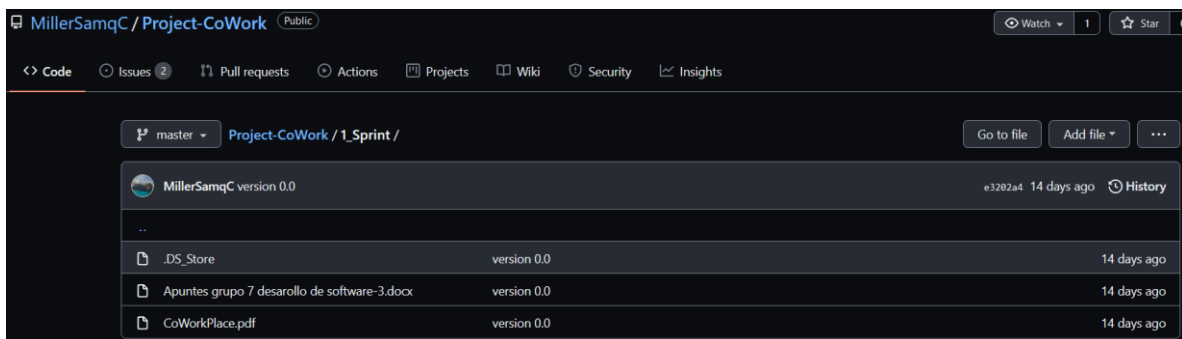 MillerSamqC / Project-CoWork Public Watch 1 Star
Code Issues 2 Pull requests Actions Projects Wiki Security Insights
master Project-CoWork / 1_Sprint / Go to file Add file ...
MillerSamqC version 0.0 e3202a4 14 days ago History
..
.DS_Store version 0.0 14 days ago
Apuntes grupo 7 desarollo de software-3.docx version 0.0 14 days ago
CoWorkPlace.pdf version 0.0 14 days ago